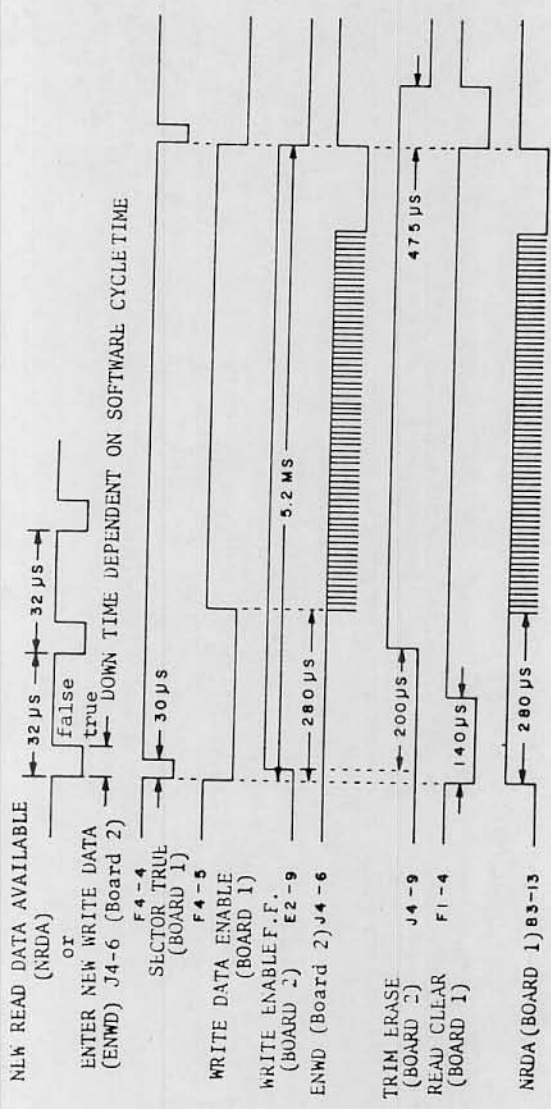 NEW READ DATA AVAILABLE
(NRDA)
or
ENTER NEW WRITE DATA
(ENWD) J4-6 (Board 2)
32 µS
32 µS
false
true
DOWN TIME DEPENDENT ON SOFTWARE CYCLETIME
F4-4
SECTOR TRUE
(BOARD 1)
30 µS
F4-5
WRITE DATA ENABLE
(BOARD 1)
WRITE ENABLE F.F.
(BOARD 2) E2-9
5.2 MS
ENWD (Board 2) J4-6
280 µS
TRIM ERASE
(BOARD 2) J4-9
200 µS
475 µS
READ CLEAR F1-4
(BOARD 1)
140 µS
NRDA (BOARD 1) B3-13
280 µS